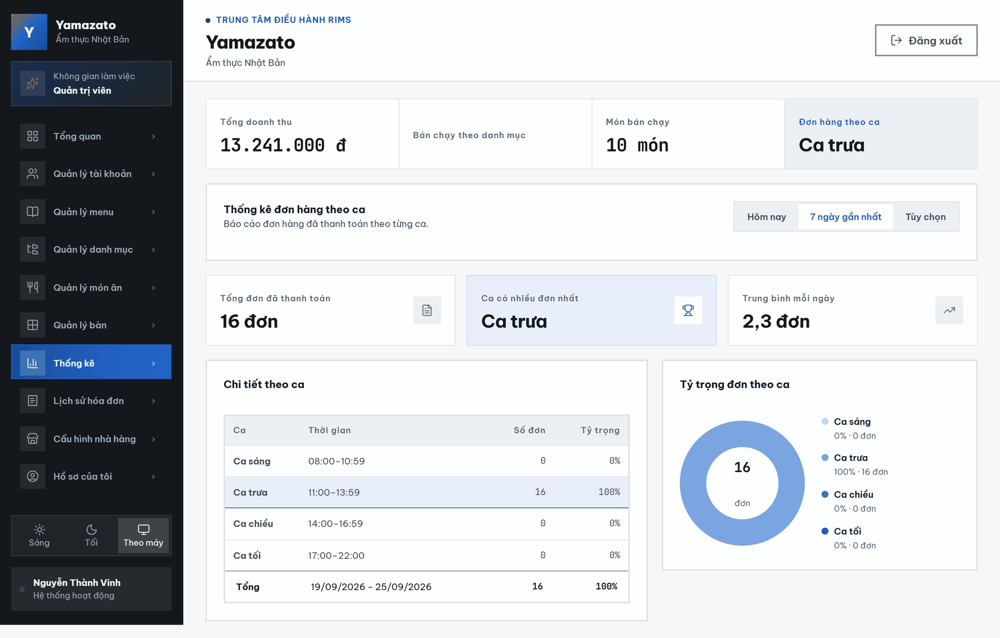 Y
Yamazato
Ẩm thực Nhật Bản
Không gian làm việc
Quản trị viên
Tổng quan
Quản lý tài khoản
Quản lý menu
Quản lý danh mục
Quản lý món ăn
Quản lý bàn
Thống kê
Lịch sử hóa đơn
Cấu hình nhà hàng
Hồ sơ của tôi
Sáng
Tối
Theo máy
Nguyễn Thành Vinh
Hệ thống hoạt động
TRUNG TÂM ĐIỀU HÀNH RIMS
Yamazato
Ẩm thực Nhật Bản
Đăng xuất
Tổng doanh thu
13.241.000 đ
Bán chạy theo danh mục
Món bán chạy
10 món
Đơn hàng theo ca
Ca trưa
Thống kê đơn hàng theo ca
Báo cáo đơn hàng đã thanh toán theo từng ca.
Hôm nay
7 ngày gần nhất
Tùy chọn
Tổng đơn đã thanh toán
16 đơn
Ca có nhiều đơn nhất
Ca trưa
Trung bình mỗi ngày
2,3 đơn
Chi tiết theo ca
Ca Thời gian Số đơn Tỷ trọng
Ca sáng 08:00–10:59 0 0%
Ca trưa 11:00–13:59 16 100%
Ca chiều 14:00–16:59 0 0%
Ca tối 17:00–22:00 0 0%
Tổng 19/09/2026 - 25/09/2026 16 100%
Tỷ trọng đơn theo ca
16
đơn
Ca sáng
0% · 0 đơn
Ca trưa
100% · 16 đơn
Ca chiều
0% · 0 đơn
Ca tối
0% · 0 đơn